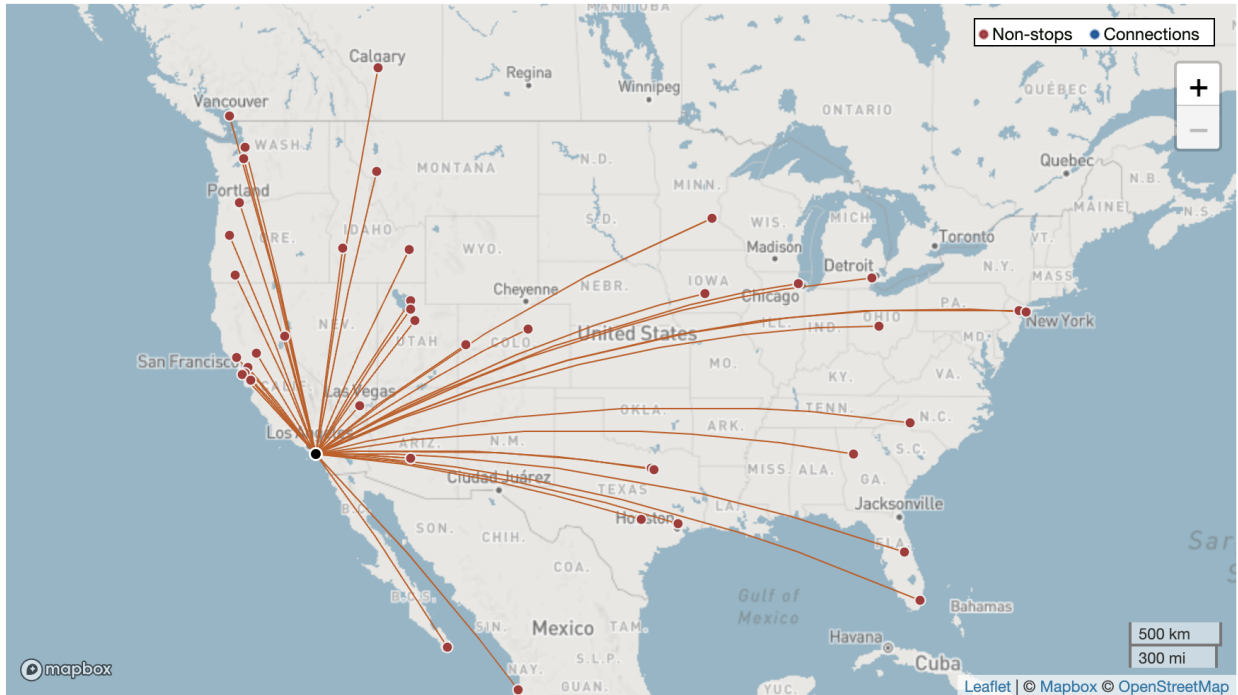 MANITOBA
Non-stops Connections
Calgary
Regina
Winnipeg
+
−
QUÉBEC
Vancouver
ONTARIO
WASH.
Quebec
MONTANA
N.D.
N.B.
Portland
MINN.
MAINE
N.S.
S.D.
WIS.
MICH.
ORE.
IDAHO
WYO.
Madison
Toronto
VT.
Detroit
N.Y.
MASS
Cheyenne
NEBR.
IOWA
Chicago
PA.
NEV.
United States
ILL.
IND.
OHIO
New York
UTAH
COLO.
MD.
San Francisco
MO.
KY.
VA.
CALIF.
Las Vegas
OKLA.
TENN.
N.C.
Los Angeles
ARIZ.
N.M.
ARK.
S.C.
Ciudad Juárez
MISS.
ALA.
GA.
TEXAS
B.C.
LA.
Jacksonville
SON.
Houston
CHIH.
FLA.
Sar
S
COA.
B.C.S.
Gulf of
Mexico
Bahamas
SIN.
Mexico
TAM.
500 km
Havana
300 mi
NAY.
S.L.P.
Cuba
mapbox
GUAN.
YUC.
Leaflet | © Mapbox © OpenStreetMap